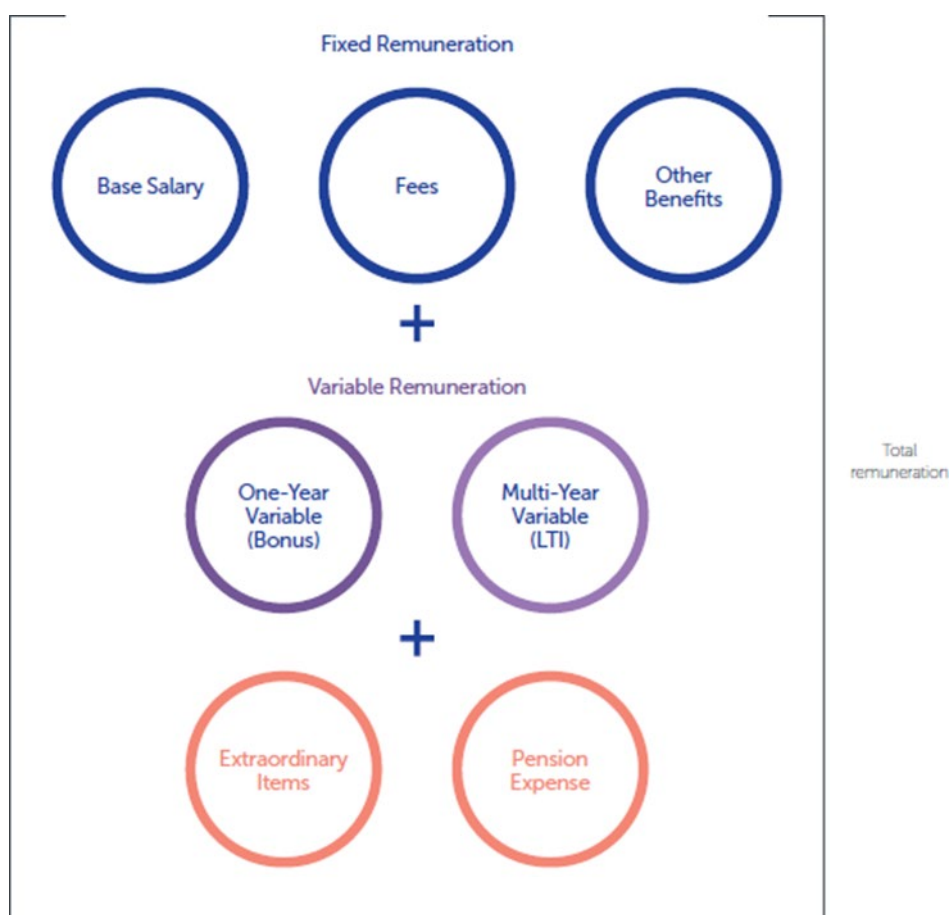 Fixed Remuneration
Base Salary
Fees
Other
Benefits
+
Variable Remuneration
One-Year
Variable
(Bonus)
Multi-Year
Variable
(LTI)
Total
remuneration
+
Extraordinary
Items
Pension
Expense